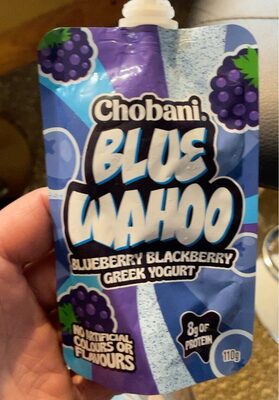 Chobani.
BLUE
WAHOO
BLUEBERRY BLACKBERRY
GREEK YOGURT
NO ARTIFICIAL
COLOURS OR
FLAVOURS
8g OF
PROTEIN
110g